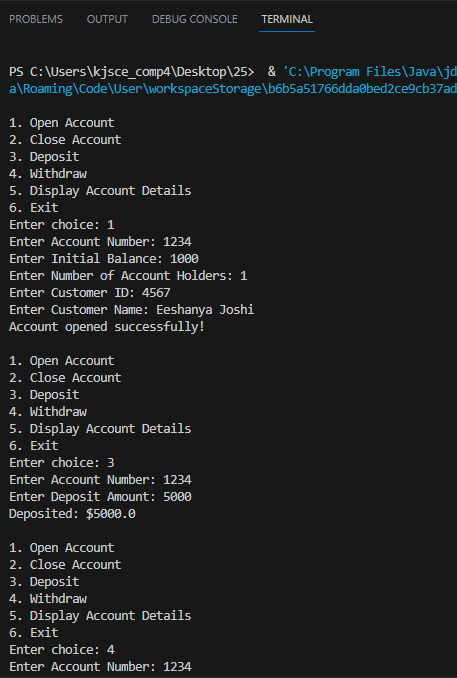 PROBLEMS OUTPUT DEBUG CONSOLE TERMINAL
PS C:\Users\kjsce_comp4\Desktop\25> & 'C:\Program Files\Java\jd
a\Roaming\Code\User\workspaceStorage\b6b5a51766dda0bed2ce9cb37ad
1. Open Account
2. Close Account
3. Deposit
4. Withdraw
5. Display Account Details
6. Exit
Enter choice: 1
Enter Account Number: 1234
Enter Initial Balance: 1000
Enter Number of Account Holders: 1
Enter Customer ID: 4567
Enter Customer Name: Eeshanya Joshi
Account opened successfully!
1. Open Account
2. Close Account
3. Deposit
4. Withdraw
5. Display Account Details
6. Exit
Enter choice: 3
Enter Account Number: 1234
Enter Deposit Amount: 5000
Deposited: $5000.0
1. Open Account
2. Close Account
3. Deposit
4. Withdraw
5. Display Account Details
6. Exit
Enter choice: 4
Enter Account Number: 1234